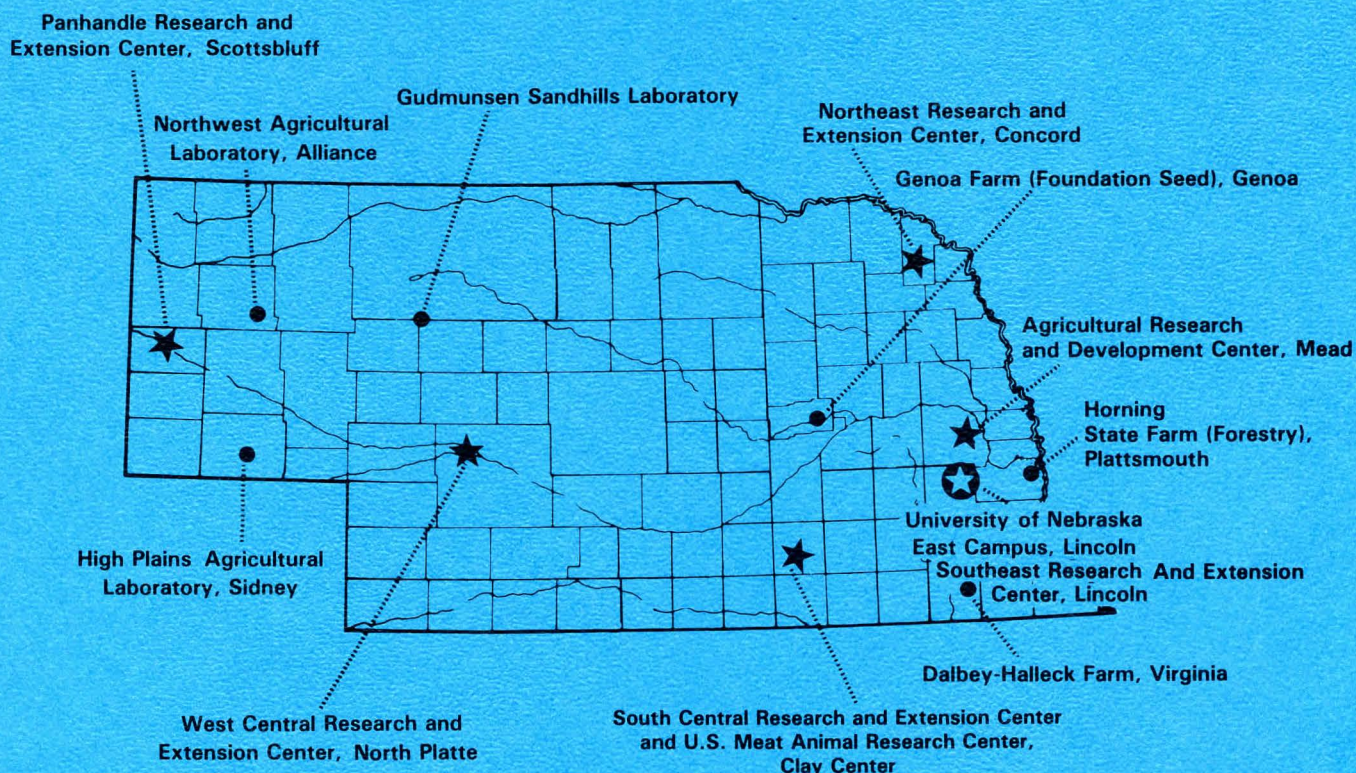 Panhandle Research and
Extension Center, Scottsbluff
Northwest Agricultural
Laboratory, Alliance
Gudmunsen Sandhills Laboratory
Northeast Research and
Extension Center, Concord
Genoa Farm (Foundation Seed), Genoa
Agricultural Research
and Development Center, Mead
Horning
State Farm (Forestry),
Plattsmouth
University of Nebraska
East Campus, Lincoln
Southeast Research And Extension
Center, Lincoln
High Plains Agricultural
Laboratory, Sidney
Dalbey-Halleck Farm, Virginia
West Central Research and
Extension Center, North Platte
South Central Research and Extension Center
and U.S. Meat Animal Research Center,
Clay Center